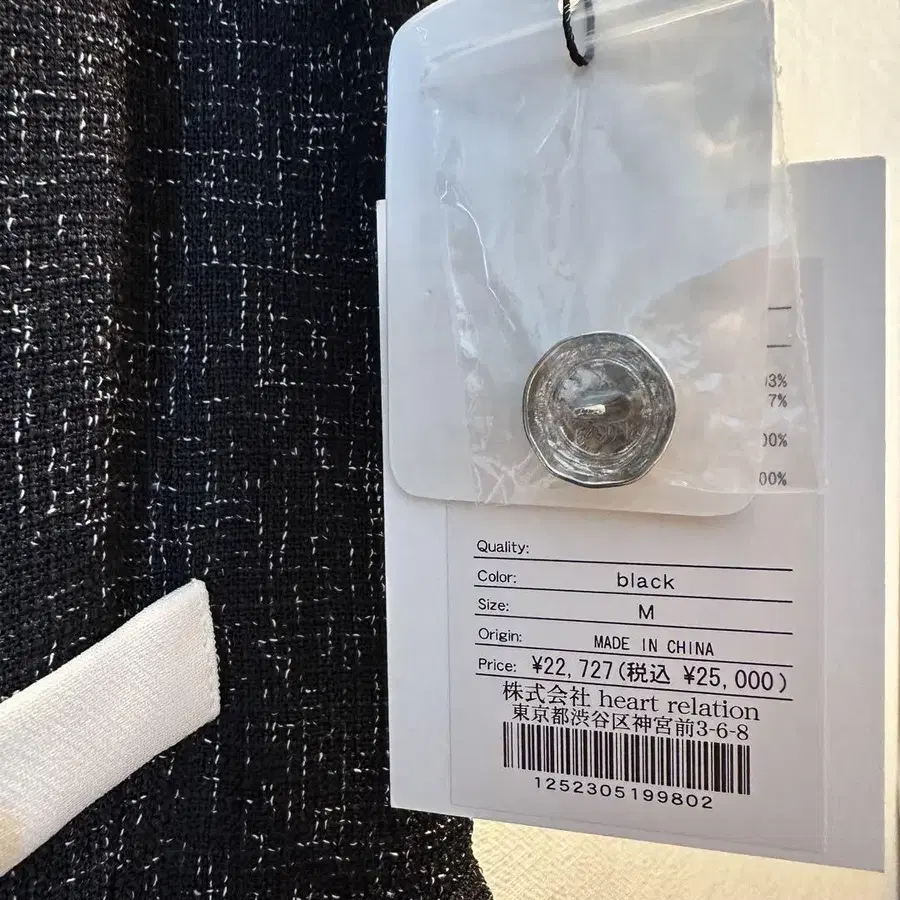 7%
Quality:
Color: black
Size: M
Origin: MADE IN CHINA
Price: ¥22,727(税込 ¥25,000)
株式会社 heart relation
東京都渋谷区神宮前3-6-8
1252305199802